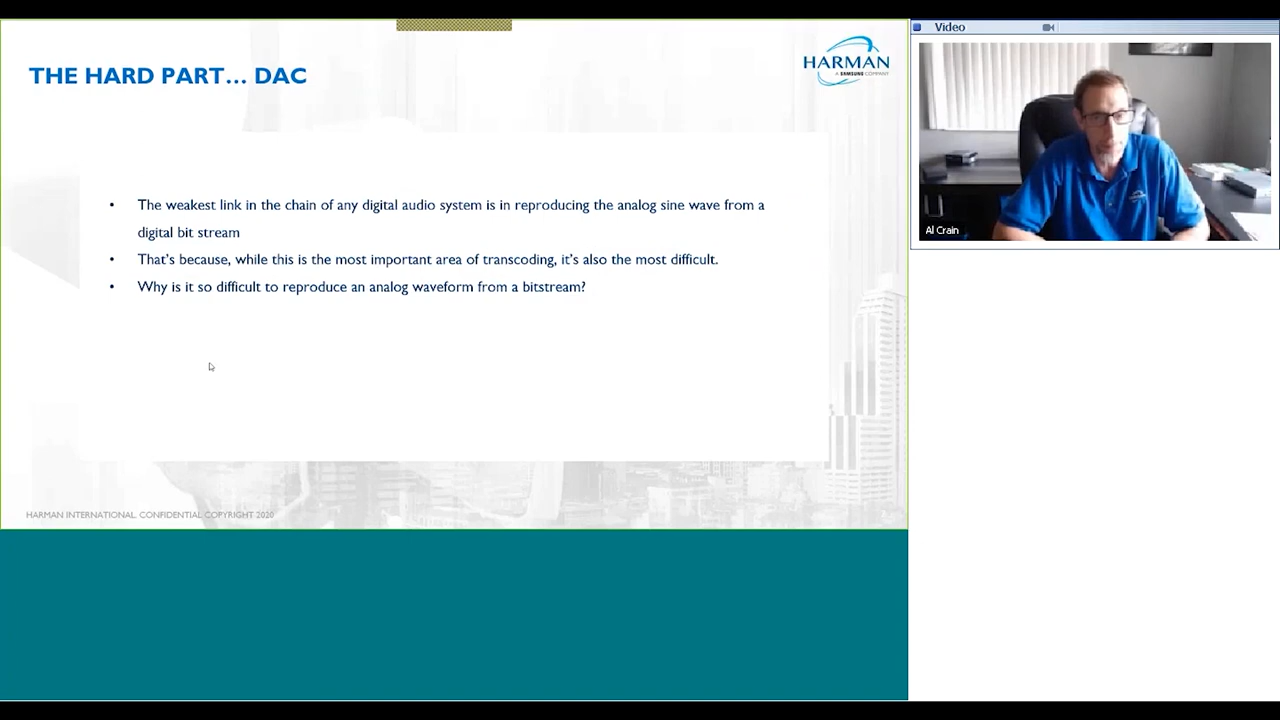 THE HARD PART... DAC
HARMAN
A SAMSUNG COMPANY
• The weakest link in the chain of any digital audio system is in reproducing the analog sine wave from a
digital bit stream
• That's because, while this is the most important area of transcoding, it's also the most difficult.
• Why is it so difficult to reproduce an analog waveform from a bitstream?
HARMAN INTERNATIONAL. CONFIDENTIAL COPYRIGHT 2020
Video
Al Crain